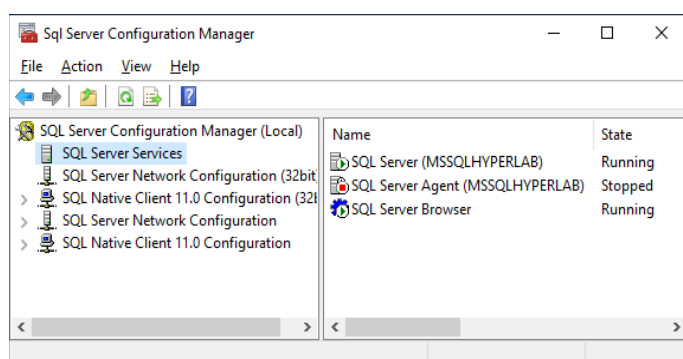 Sql Server Configuration Manager
File Action View Help
SQL Server Configuration Manager (Local)
SQL Server Services
SQL Server Network Configuration (32bit
SQL Native Client 11.0 Configuration (32b
SQL Server Network Configuration
SQL Native Client 11.0 Configuration
Name State
SQL Server (MSSQLHYPERLAB) Running
SQL Server Agent (MSSQLHYPERLAB) Stopped
SQL Server Browser Running